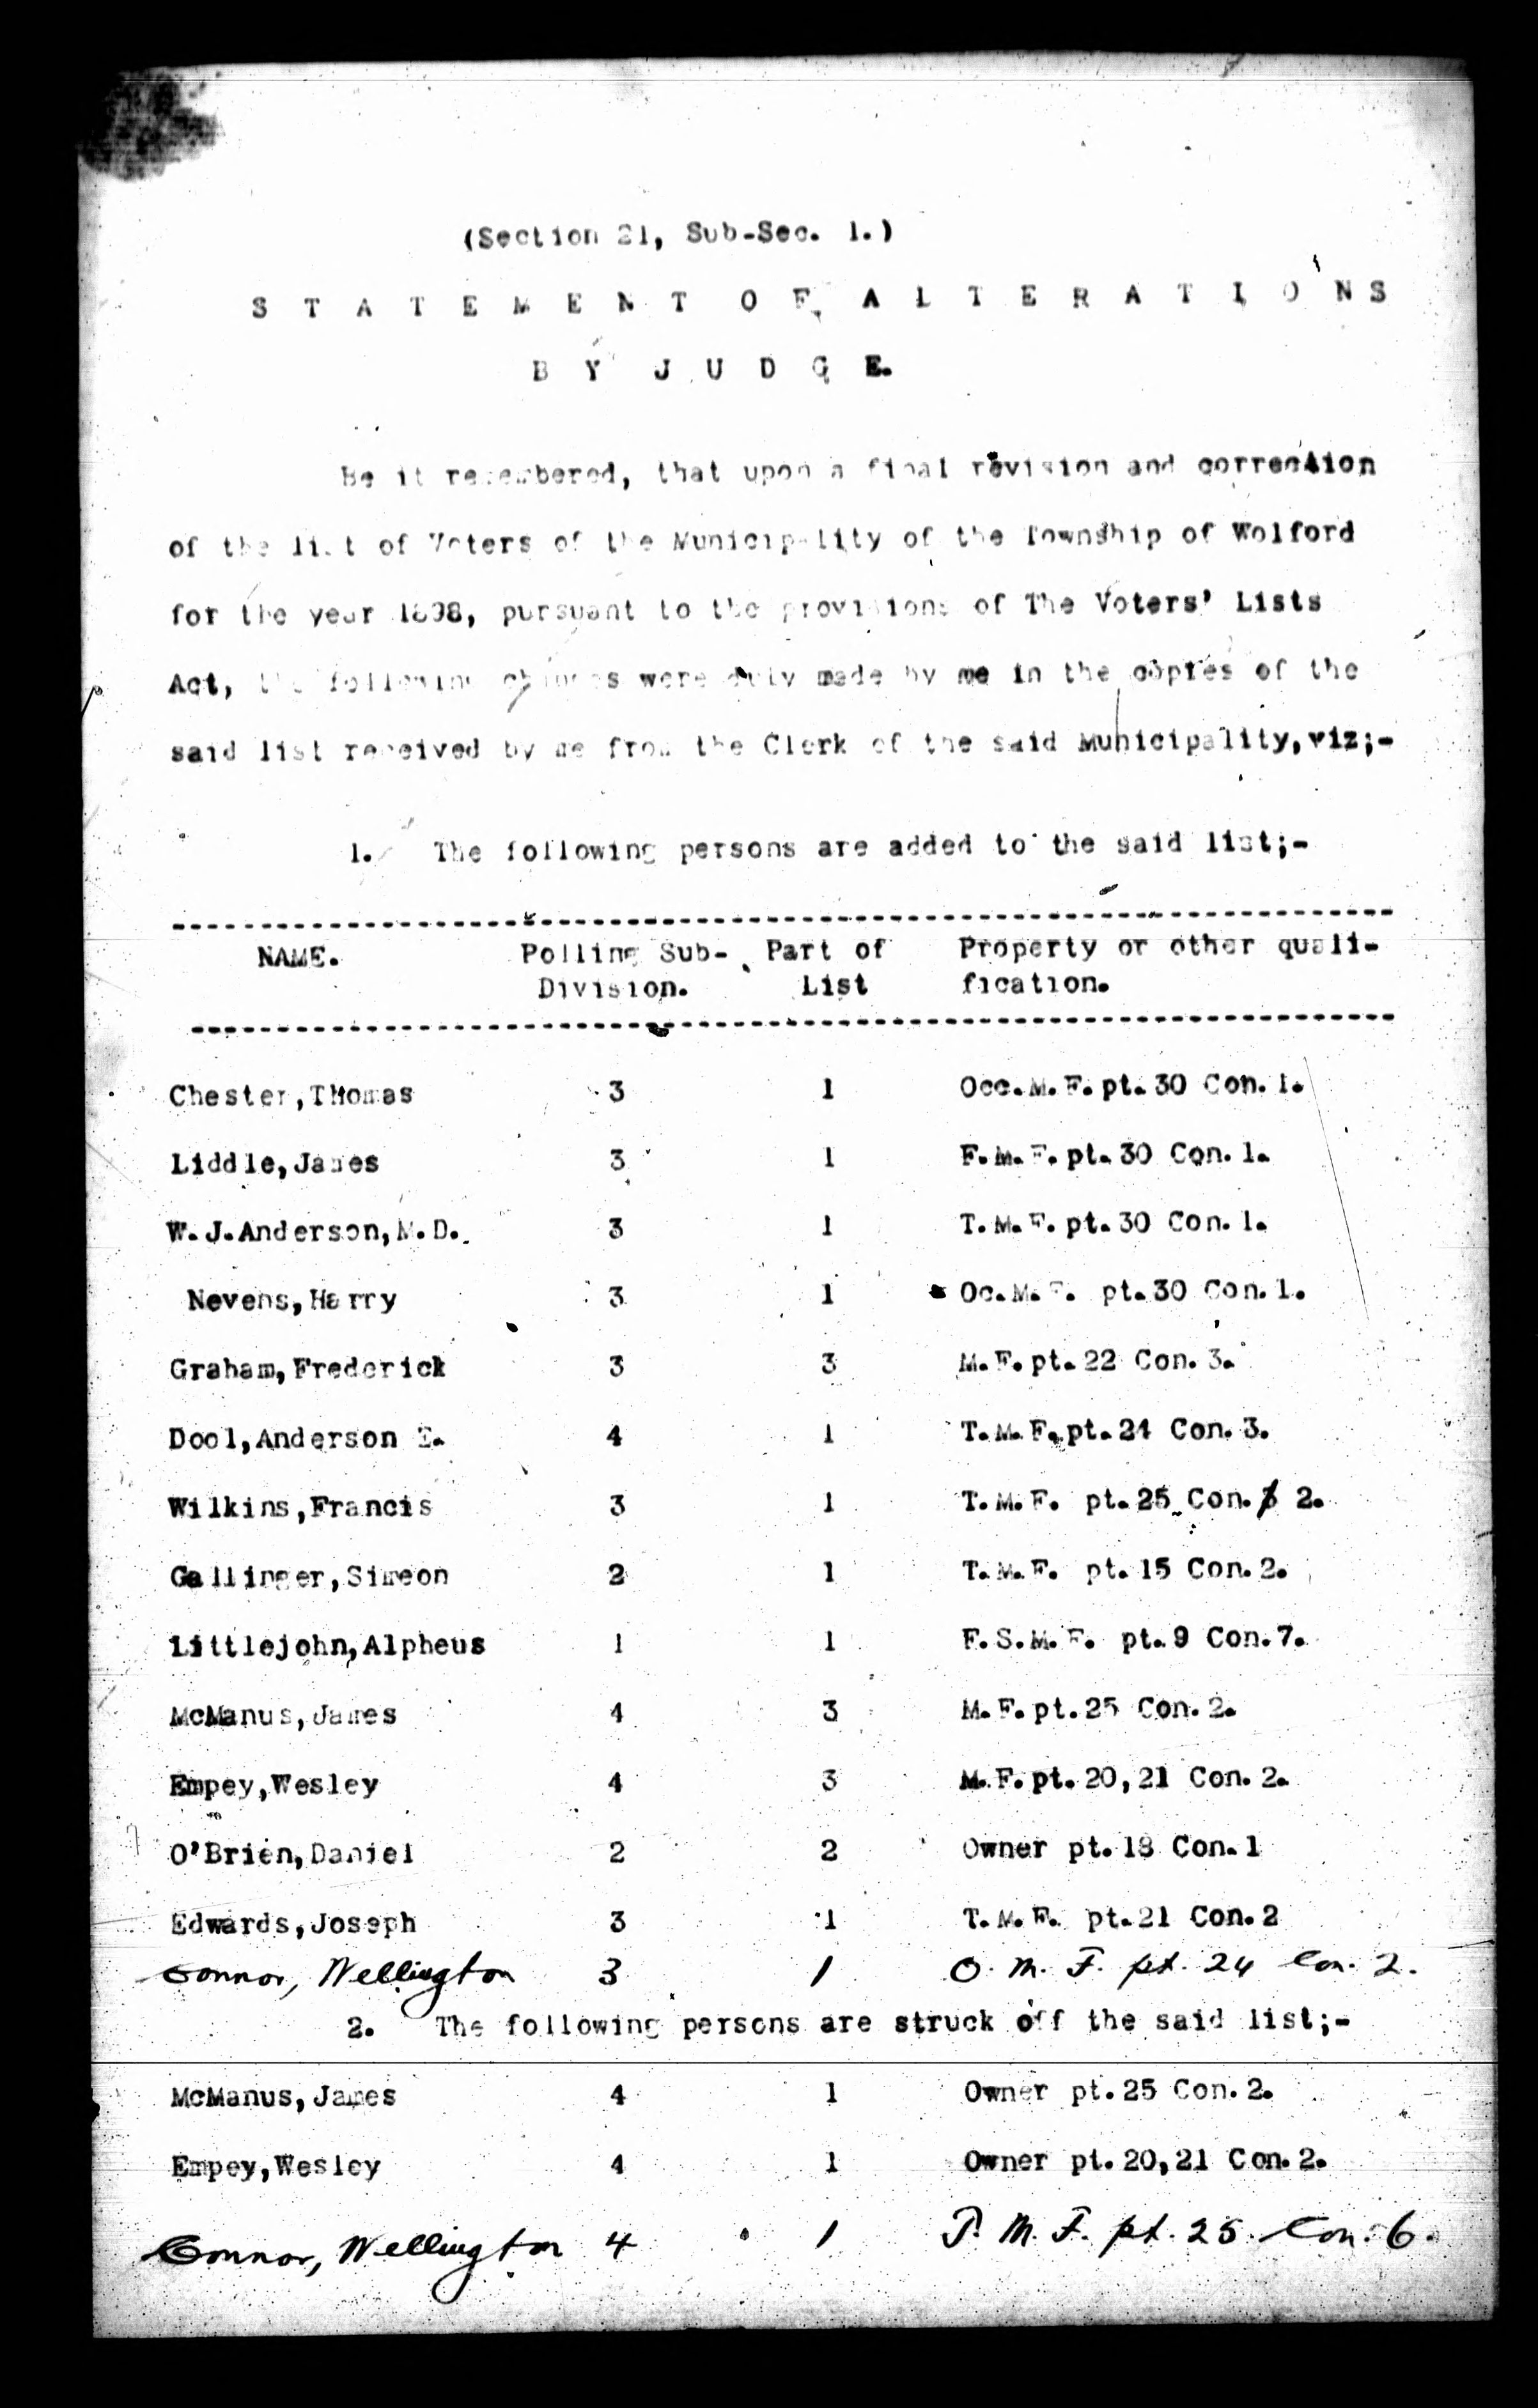 (Section 21, Sub-Sec. 1.)
S T A T E M E N T O F A L T E R A T I O N S
B Y J U D G E.
Be it remembered, that upon a final revision and correction
of the list of Voters of the Municipality of the Township of Wolford
for the year 1898, pursuant to the provisions of The Voters' Lists
Act, the following changes were duly made by me in the copies of the
said list received by me from the Clerk of the said Municipality,viz;-
1. The following persons are added to the said list;-
NAME. Polling Sub- Part of Property or other quali-
Division. List fication.
Chester,Thomas 3 1 Occ.M.F.pt.30 Con.1.
Liddle,James 3 1 F.M.F.pt.30 Con.1.
W.J.Anderson,M.D. 3 1 T.M.F.pt.30 Con.1.
Nevens,Harry 3 1 Oc.M.F. pt.30 Con.1.
Graham,Frederick 3 3 M.F.pt.22 Con.3.
Dool,Anderson E. 4 1 T.M.F.pt.24 Con.3.
Wilkins,Francis 3 1 T.M.F. pt.25 Con. 2.
Gallinger,Simeon 2 1 T.M.F. pt.15 Con.2.
Littlejohn,Alpheus 1 1 F.S.M.F. pt.9 Con.7.
McManus,James 4 3 M.F.pt.25 Con.2.
Empey,Wesley 4 3 M.F.pt.20,21 Con.2.
O'Brien,Daniel 2 2 Owner pt.18 Con.1
Edwards,Joseph 3 1 T.M.F. pt.21 Con.2
Connor, Wellington 3 1 O. M. F. pt. 24 Con. 2.
2. The following persons are struck off the said list;-
McManus,James 4 1 Owner pt.25 Con.2.
Empey,Wesley 4 1 Owner pt.20,21 Con.2.
Connor, Wellington 4 1 T. M. F. pt. 25 Con. 6.